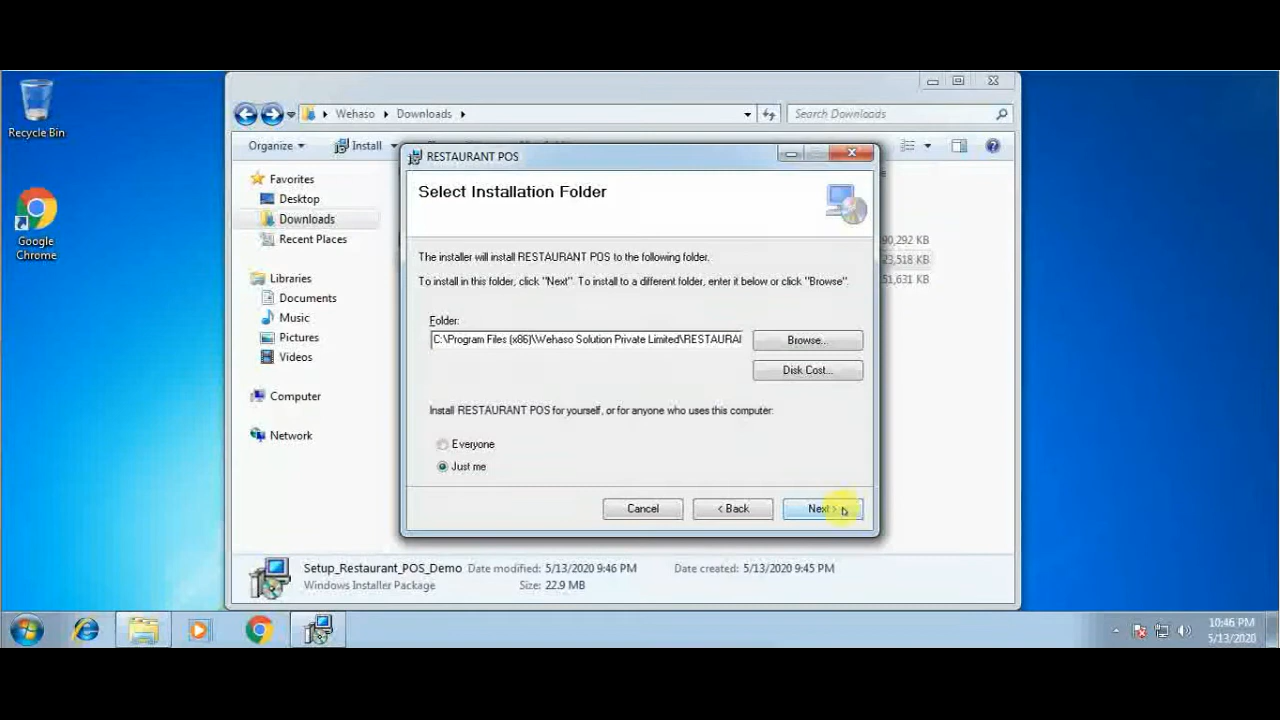 Recycle Bin
Google
Chrome
Wehaso
Downloads
Search Downloads
Organize
Install
Favorites
Desktop
Downloads
Recent Places
Libraries
Documents
Music
Pictures
Videos
Computer
Network
RESTAURANT POS
Select Installation Folder
The installer will install RESTAURANT POS to the following folder.
To install in this folder, click "Next". To install to a different folder, enter it below or click "Browse".
Folder:
C:\Program Files (x86)\Wehaso Solution Private Limited\RESTAURA
Browse...
Disk Cost...
Install RESTAURANT POS for yourself, or for anyone who uses this computer:
Everyone
Just me
Cancel
< Back
Next >
90,292 KB
23,518 KB
51,631 KB
Setup_Restaurant_POS_Demo Date modified: 5/13/2020 9:46 PM Date created: 5/13/2020 9:45 PM
Windows Installer Package Size: 22.9 MB
10:46 PM
5/13/2020